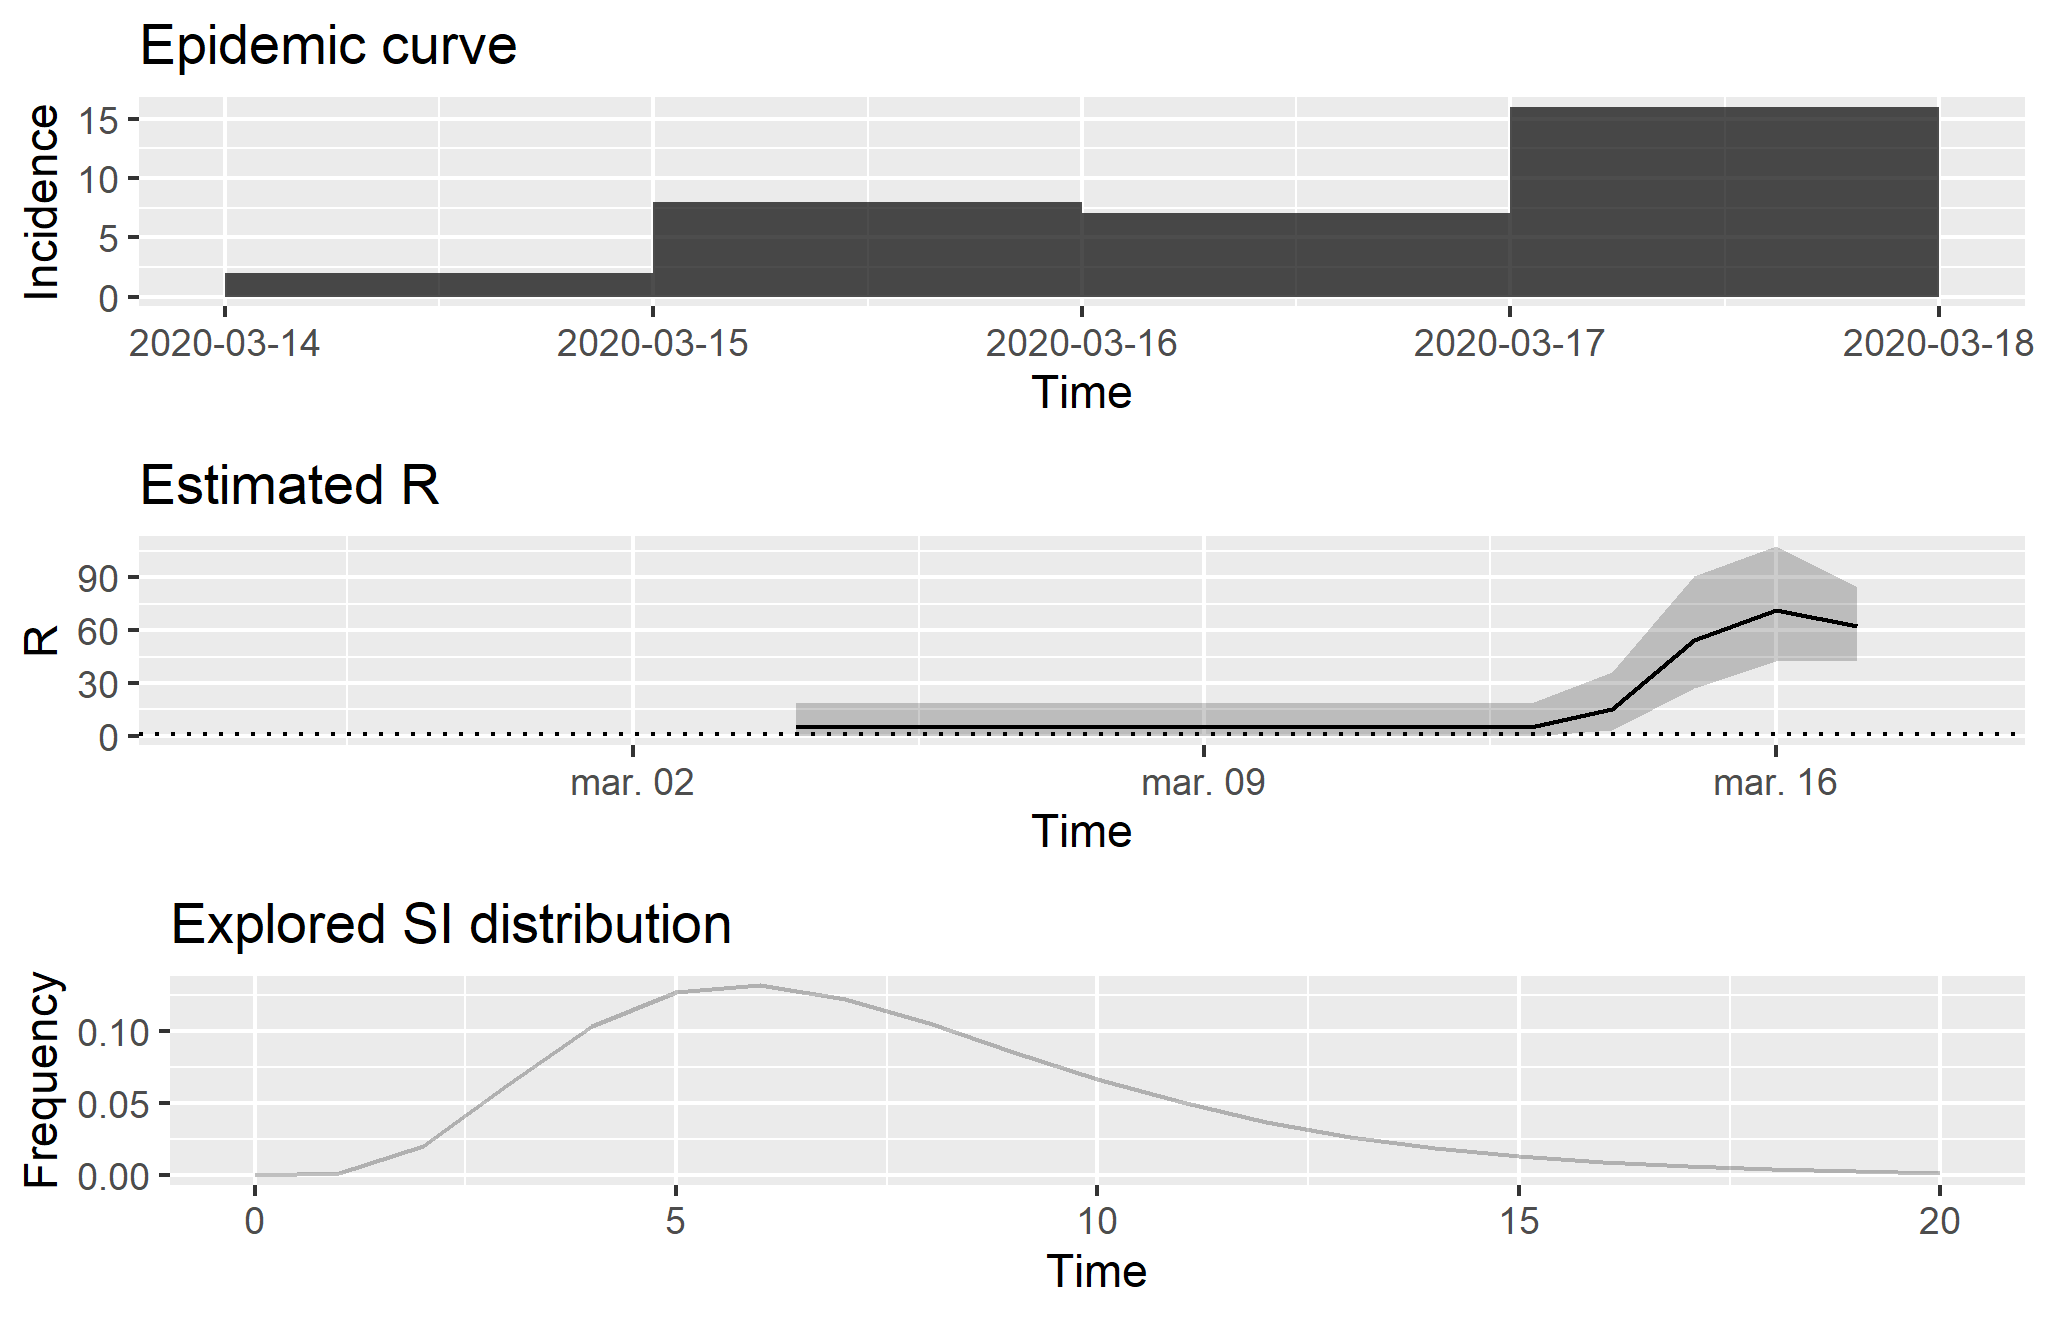 Epidemic curve
Incidence
15
10
5
0
2020-03-14 2020-03-15 2020-03-16 2020-03-17 2020-03-18
Time
Estimated R
R
90
60
30
0
mar. 02 mar. 09 mar. 16
Time
Explored SI distribution
Frequency
0.10
0.05
0.00
0 5 10 15 20
Time